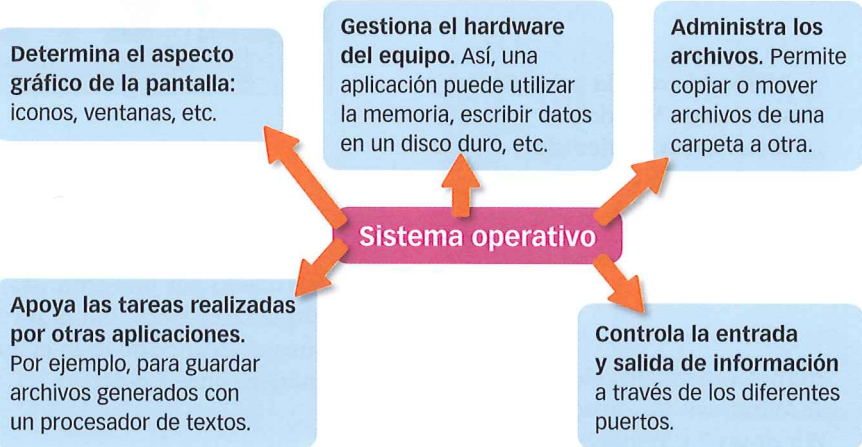 Determina el aspecto
gráfico de la pantalla:
iconos, ventanas, etc.
Gestiona el hardware
del equipo. Así, una
aplicación puede utilizar
la memoria, escribir datos
en un disco duro, etc.
Administra los
archivos. Permite
copiar o mover
archivos de una
carpeta a otra.
Sistema operativo
Apoya las tareas realizadas
por otras aplicaciones.
Por ejemplo, para guardar
archivos generados con
un procesador de textos.
Controla la entrada
y salida de información
a través de los diferentes
puertos.